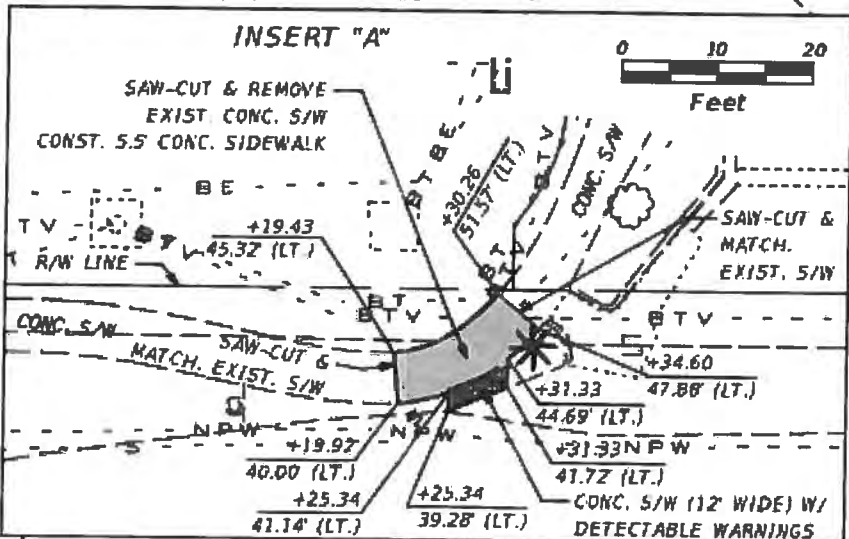 INSERT "A"
0 10 20
Feet
SAW-CUT & REMOVE
EXIST. CONC. S/W
CONST. 5.5' CONC. SIDEWALK
B T B E
+30.26
51.57' (LT.)
B T V
CONC. S/W
B E
T V
B T
+19.43
45.32' (LT.)
R/W LINE
SAW-CUT &
MATCH.
EXIST. S/W
B T
T V
B T
B T V
B T V
CONC. S/W
SAW-CUT &
MATCH. EXIST. S/W
+34.60
47.88' (LT.)
+31.33
44.69' (LT.)
N P W
S
N P W
+19.92
40.00' (LT.)
+31.33
41.72' (LT.)
N P W
+25.34
41.14' (LT.)
+25.34
39.28' (LT.)
CONC. S/W (12' WIDE) W/
DETECTABLE WARNINGS